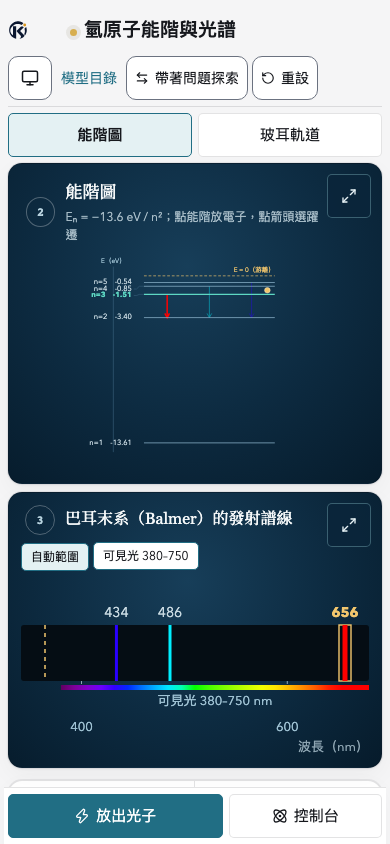 氫原子能階與光譜
模型目錄
帶著問題探索
重設
能階圖
玻耳軌道
2
能階圖
Eₙ = −13.6 eV / n²；點能階放電子，點箭頭選躍
遷
E (eV)
E = 0（游離）
n=5 -0.54
n=4 -0.85
n=3 -1.51
n=2 -3.40
n=1 -13.61
3
巴耳末系（Balmer）的發射譜線
自動範圍
可見光 380–750
434
486
656
可見光 380–750 nm
400
600
波長（nm）
放出光子
控制台